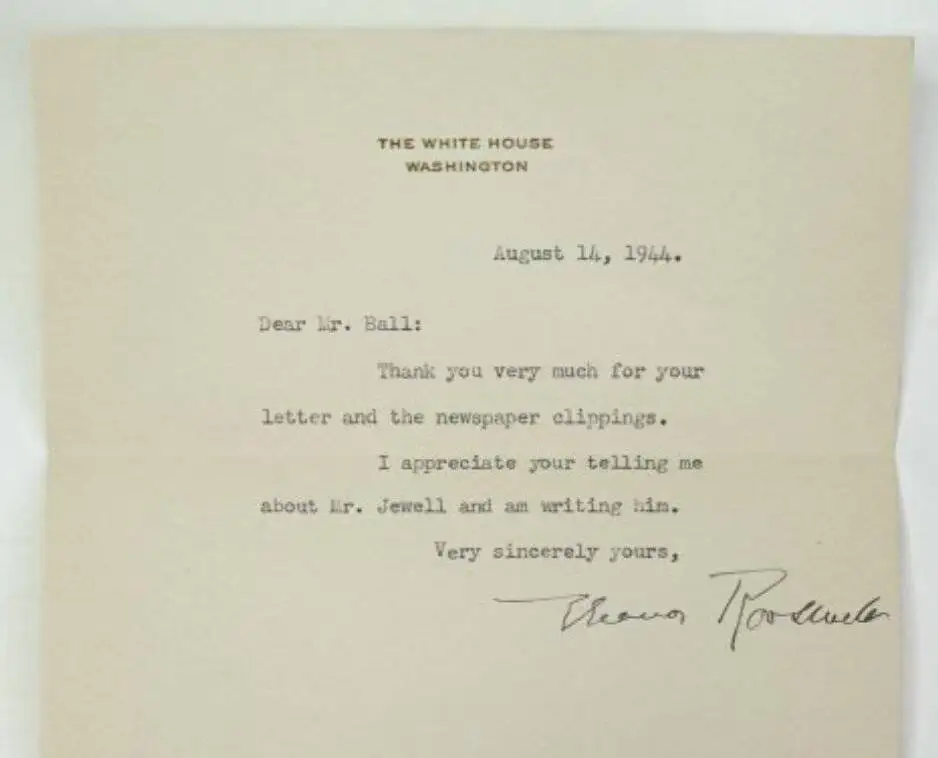 THE WHITE HOUSE
WASHINGTON
August 14, 1944.
Dear Mr. Ball:
Thank you very much for your
letter and the newspaper clippings.
I appreciate your telling me
about Mr. Jewell and am writing him.
Very sincerely yours,
Eleanor Roosevelt